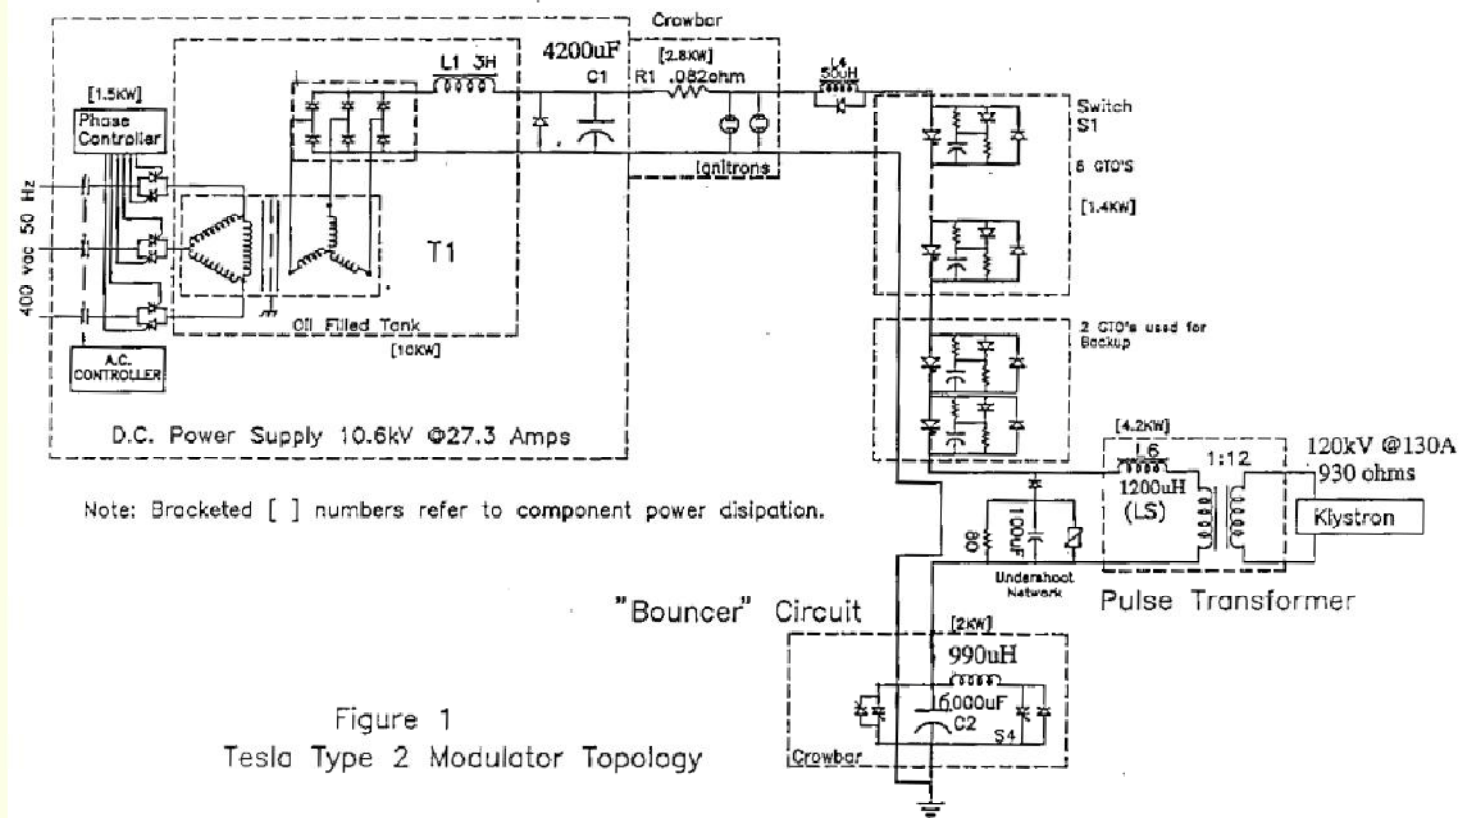 Crowbar
4200uF
[2.8KW]
L1 3H
C1
R1 .082ohm
L4
50uH
[1.5KW]
Phase
Controller
Switch
S1
Ignitrons
6 GTO'S
[1.4KW]
400 vac 50 Hz
T1
Oil Filled Tank
[10KW]
2 GTO's used for
Backup
A.C.
CONTROLLER
D.C. Power Supply 10.6kV @27.3 Amps
[4.2KW]
L6
1:12
120kV @130A
930 ohms
1200uH
(LS)
Klystron
Note: Bracketed [ ] numbers refer to component power disipation.
80
100uF
Undershoot
Network
Pulse Transformer
"Bouncer" Circuit
[2KW]
990uH
Figure 1
Tesla Type 2 Modulator Topology
C2
S4
Crowbar